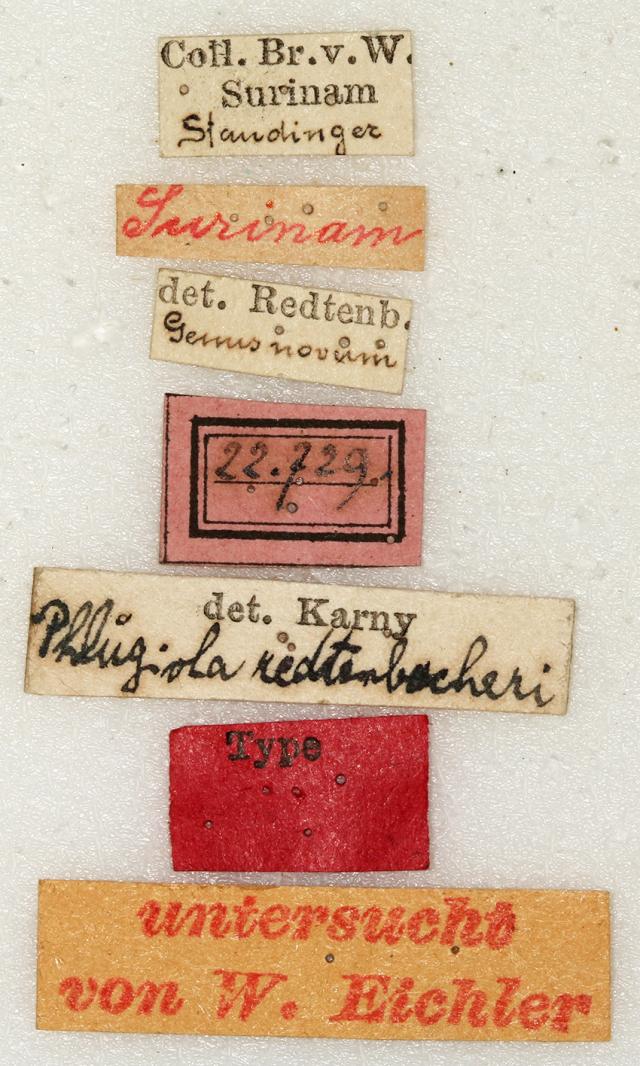 Coll. Br. v. W.
Surinam
Staudinger
Surinam
det. Redtenb.
Genus novum
22.729.
det. Karny
Phlugiola redtenbacheri
Type
untersucht
von W. Eichler